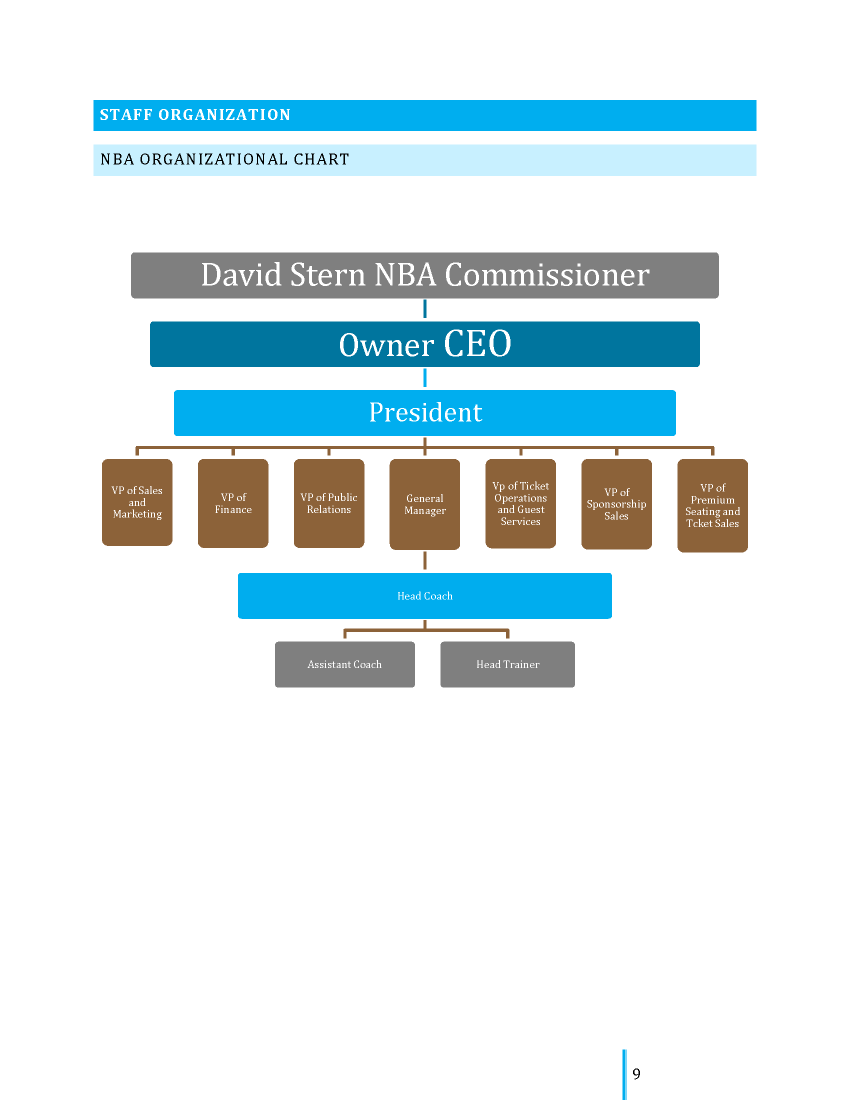 STAFF ORGANIZATION
NBA ORGANIZATIONAL CHART
David Stern NBA Commissioner
Owner CEO
President
VP of Sales
and
Marketing
VP of
Finance
VP of Public
Relations
General
Manager
Vp of Ticket
Operations
and Guest
Services
VP of
Sponsorship
Sales
VP of
Premium
Seating and
Tcket Sales
Head Coach
Assistant Coach
Head Trainer
9